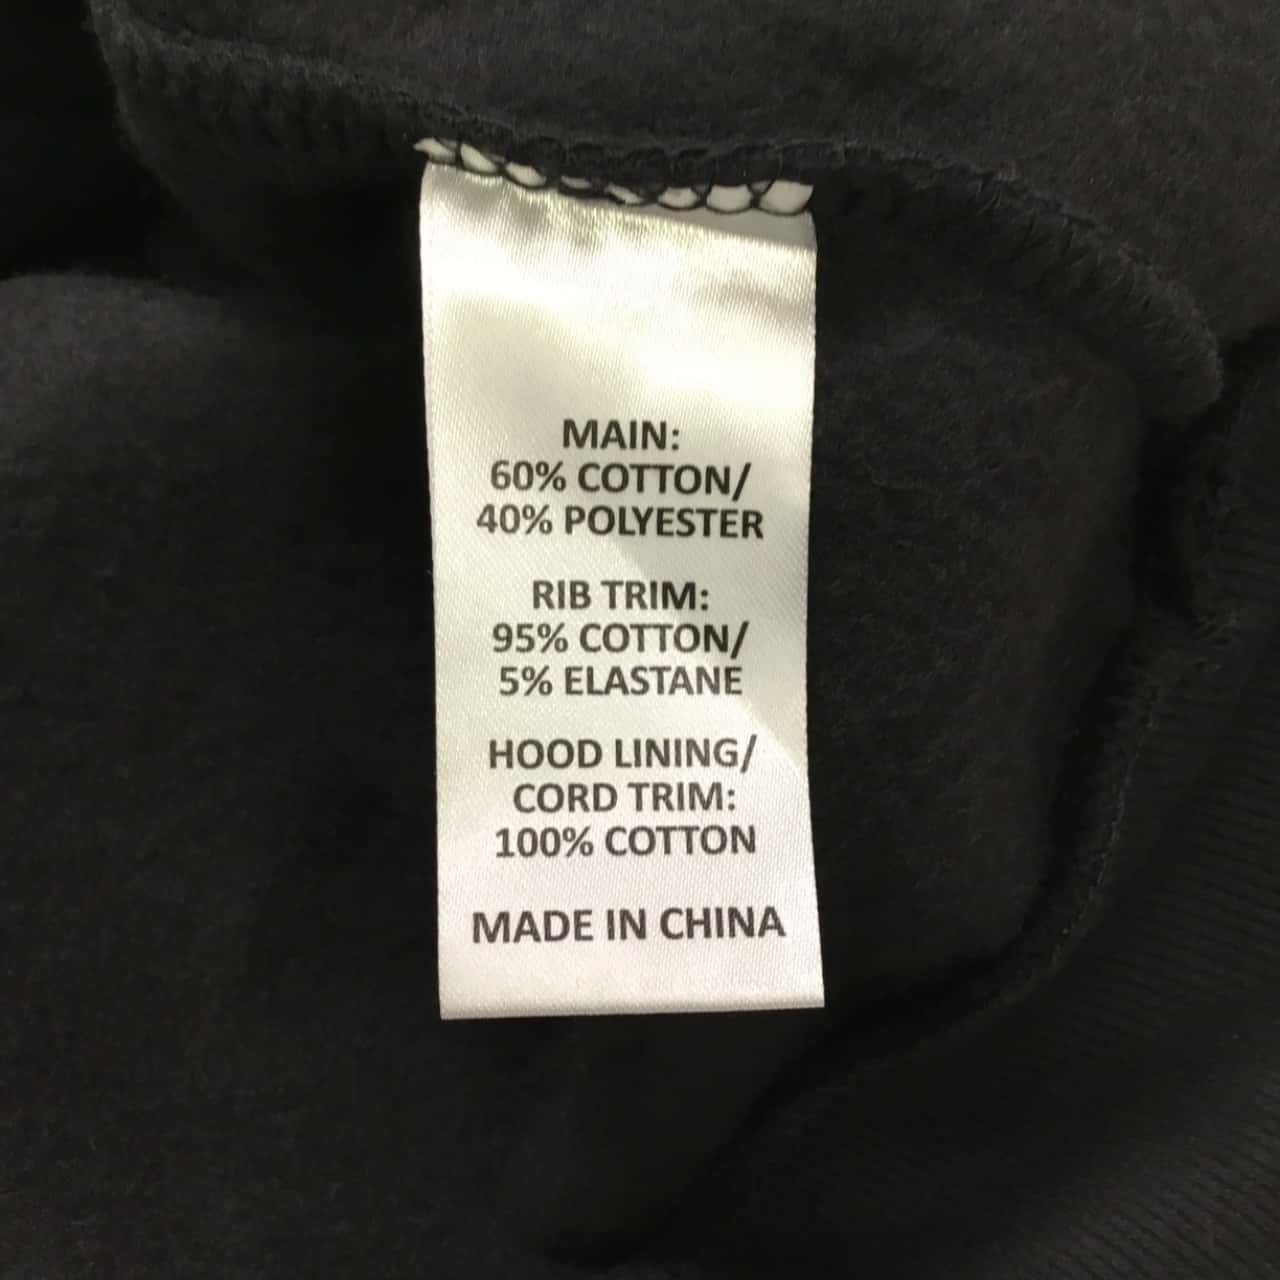 MAIN:
60% COTTON/
40% POLYESTER
RIB TRIM:
95% COTTON/
5% ELASTANE
HOOD LINING/
CORD TRIM:
100% COTTON
MADE IN CHINA